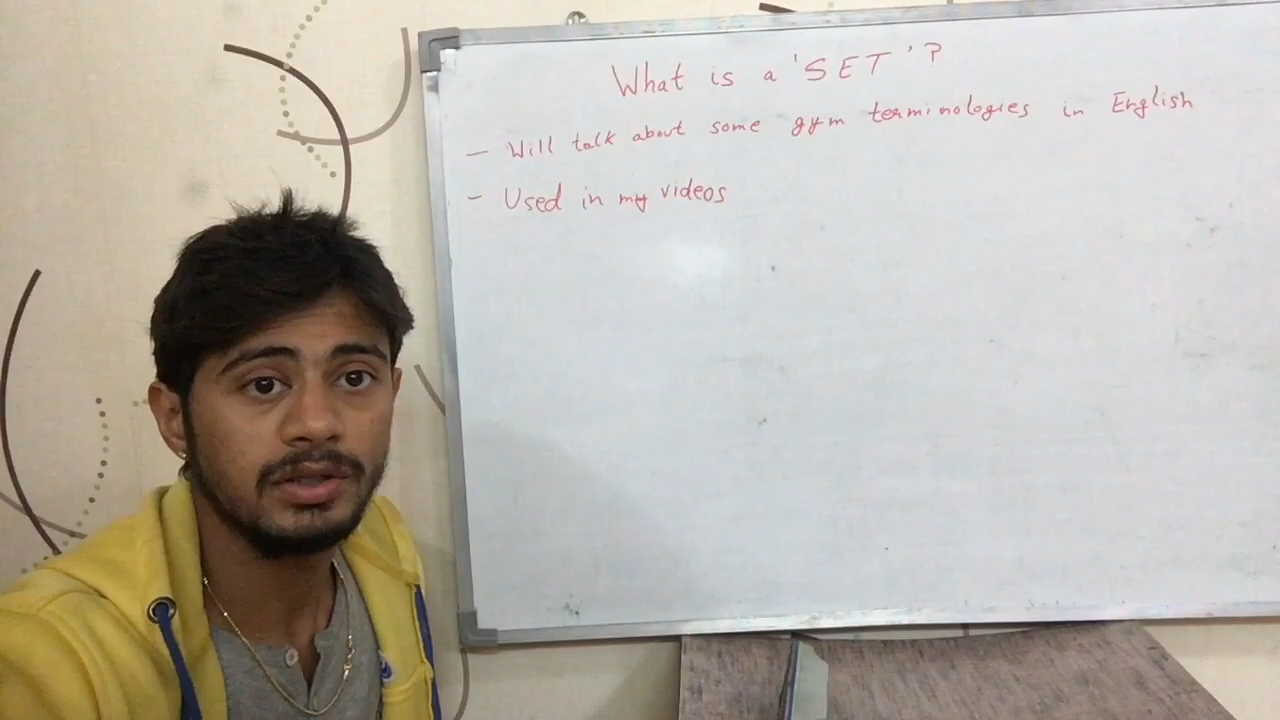 What is a 'SET'?
- Will talk about some gym terminologies in English
- Used in my videos